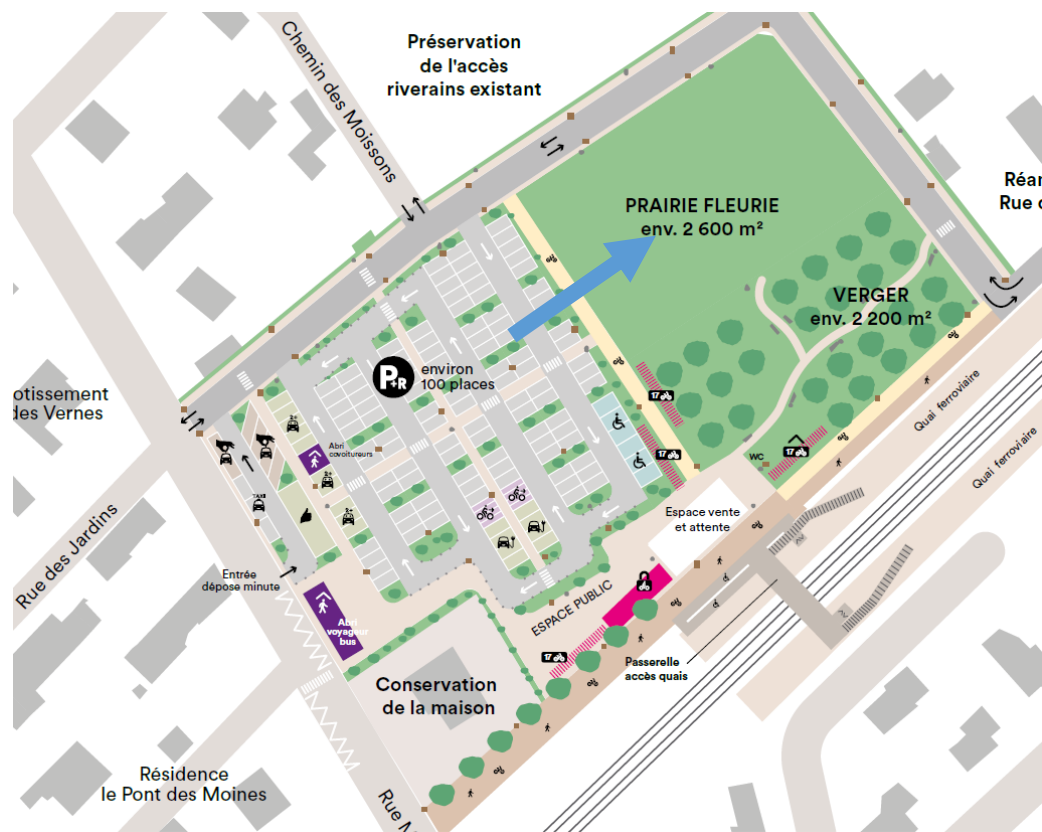 Préservation
de l'accès
riverains existant
Chemin des Moissons
PRAIRIE FLEURIE
env. 2 600 m²
Réa
Rue d
VERGER
env. 2 200 m²
P+R
environ
100 places
otissement
des Vernes
Abri
covoitureurs
17
17
17
WC
Quai ferroviaire
Quai ferroviaire
TAXI
Espace vente
et attente
Rue des Jardins
Entrée
dépose minute
Abri
voyageur
bus
ESPACE PUBLIC
17
Passerelle
accès quais
Conservation
de la maison
Résidence
le Pont des Moines
Rue M